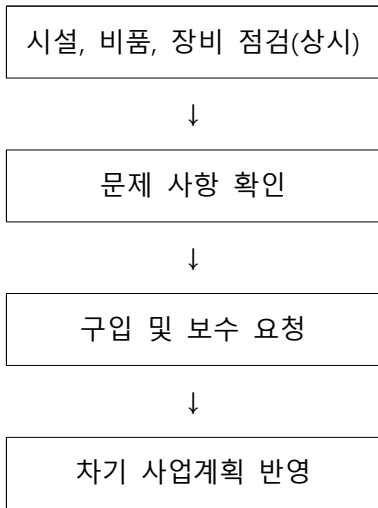 시설, 비품, 장비 점검(상시)
↓
문제 사항 확인
↓
구입 및 보수 요청
↓
차기 사업계획 반영